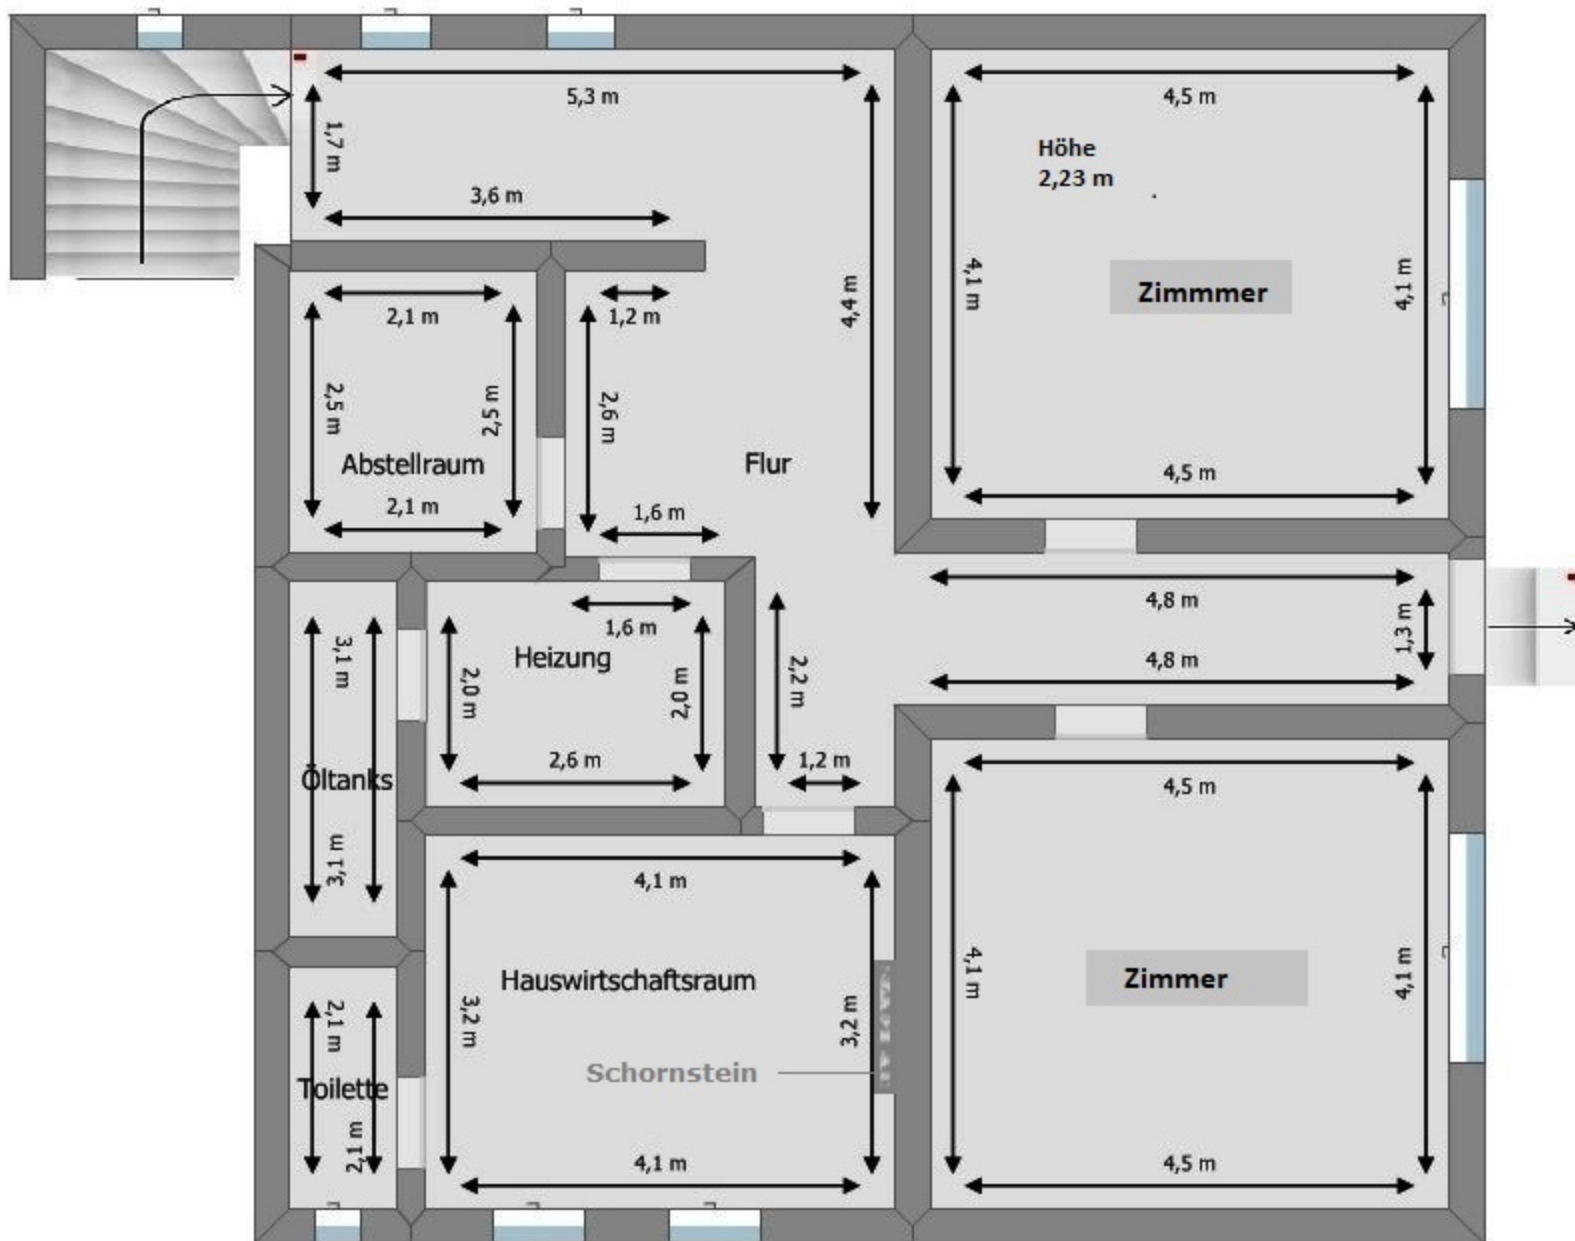 5,3 m
4,5 m
1,7 m
Höhe
2,23 m
3,6 m
4,4 m
4,1 m
4,1 m
Zimmmer
2,1 m
1,2 m
2,5 m
2,5 m
2,6 m
Abstellraum
Flur
4,5 m
2,1 m
1,6 m
4,8 m
1,6 m
1,3 m
3,1 m
Heizung
2,0 m
2,0 m
2,2 m
4,8 m
2,6 m
1,2 m
Öltanks
4,5 m
3,1 m
4,1 m
Hauswirtschaftsraum
4,1 m
4,1 m
Zimmer
2,1 m
3,2 m
3,2 m
Schornstein
Toilette
2,1 m
4,1 m
4,5 m